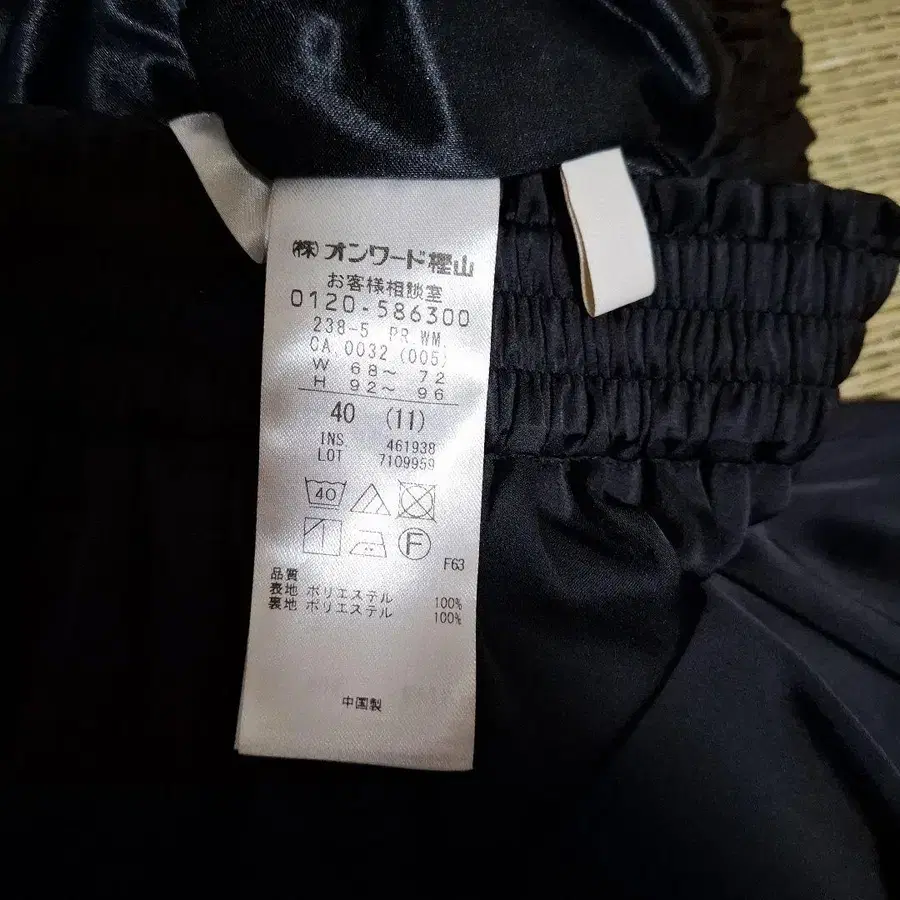 ㈱オンワード樫山
お客様相談室
0120-586300
238-5 PR.WM.
CA.0032 (005)
W 68〜 72
H 92〜 96
40 (11)
INS 461938
LOT 7109959
40
F
F63
品質
表地 ポリエステル 100%
裏地 ポリエステル 100%
中国製